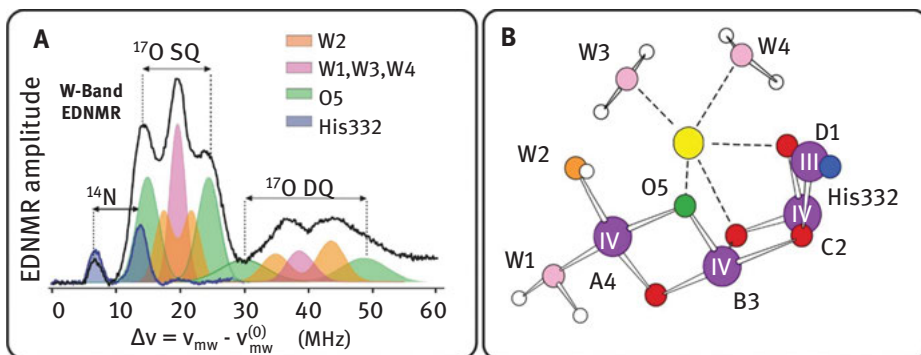 A
¹⁷O SQ
W2
W1,W3,W4
O5
His332
W-Band
EDNMR
¹⁴N
¹⁷O DQ
EDNMR amplitude
0 10 20 30 40 50 60
Δν = ν_mw - ν_mw^(0) (MHz)
B
W3
W4
D1
III
W2
O5
His332
IV
IV
C2
W1
IV
A4
B3